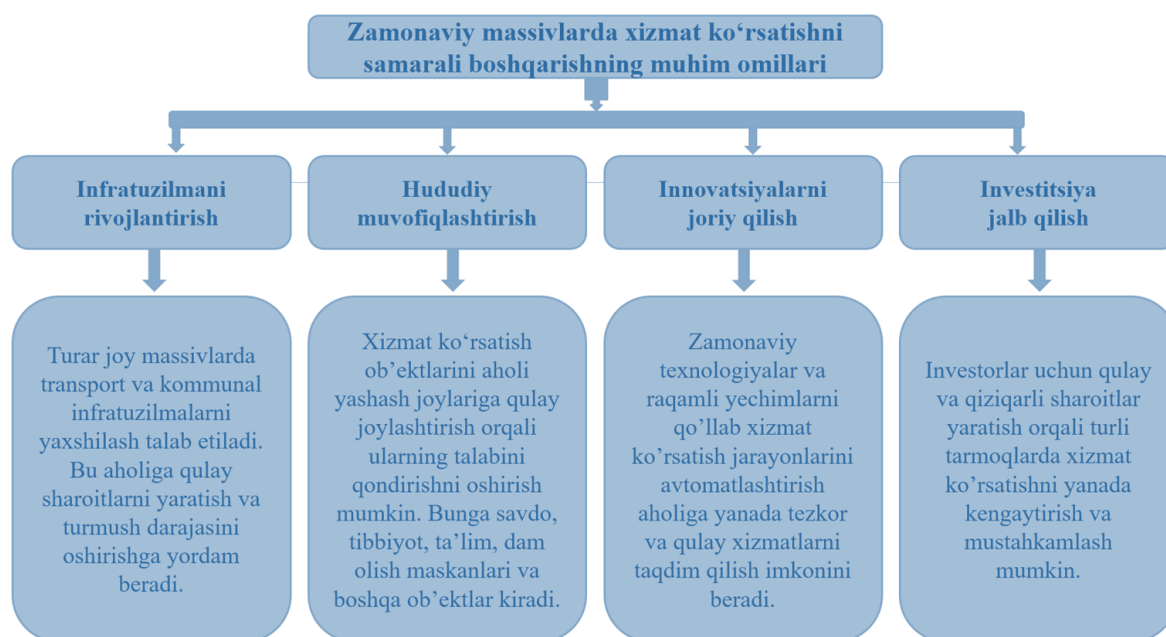 Zamonaviy massivlarda xizmat ko‘rsatishni
samarali boshqarishning muhim omillari
Infratuzilmani
rivojlantirish
Hududiy
muvofiqlashtirish
Innovatsiyalarni
joriy qilish
Investitsiya
jalb qilish
Turar joy massivlarda
transport va kommunal
infratuzilmalarni
yaxshilash talab etiladi.
Bu aholiga qulay
sharoitlarni yaratish va
turmush darajasini
oshirishga yordam
beradi.
Xizmat ko‘rsatish
ob’ektlarini aholi
yashash joylariga qulay
joylashtirish orqali
ularning talabini
qondirishni oshirish
mumkin. Bunga savdo,
tibbiyot, ta’lim, dam
olish maskanlari va
boshqa ob’ektlar kiradi.
Zamonaviy
texnologiyalar va
raqamli yechimlarni
qo’llab xizmat
ko’rsatish jarayonlarini
avtomatlashtirish
aholiga yanada tezkor
va qulay xizmatlarni
taqdim qilish imkonini
beradi.
Investorlar uchun qulay
va qiziqarli sharoitlar
yaratish orqali turli
tarmoqlarda xizmat
ko’rsatishni yanada
kengaytirish va
mustahkamlash
mumkin.